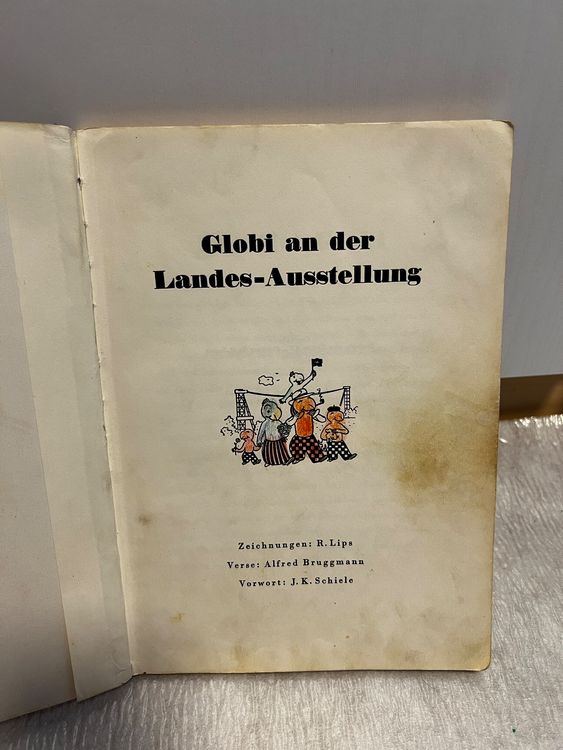 Globi an der
Landes-Ausstellung
Zeichnungen: R. Lips
Verse: Alfred Bruggmann
Vorwort: J. K. Schiele